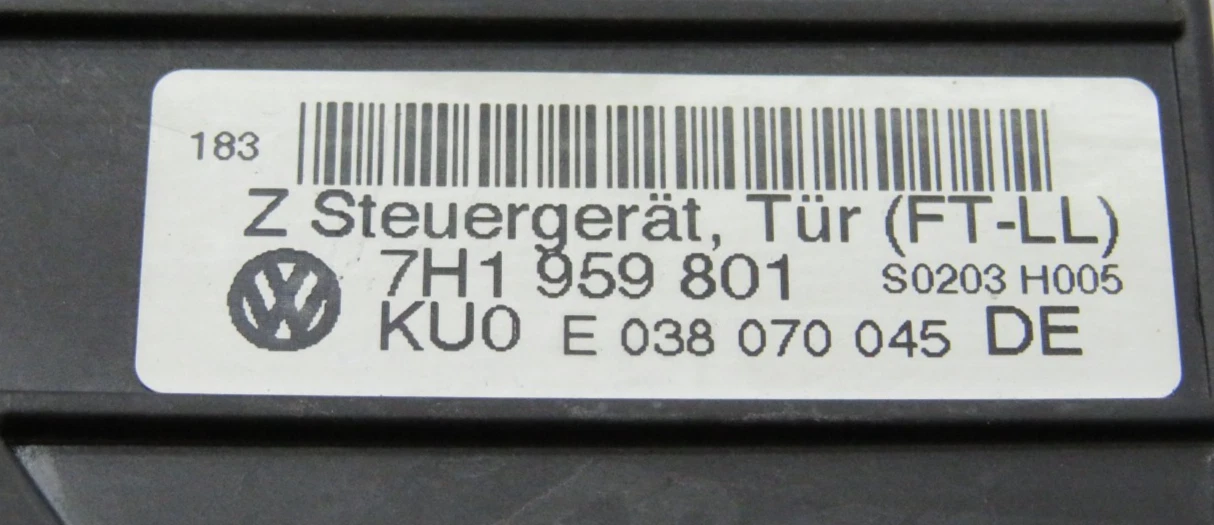 183
Z Steuergerät, Tür (FT-LL)
7H1 959 801 S0203 H005
KU0 E 038 070 045 DE